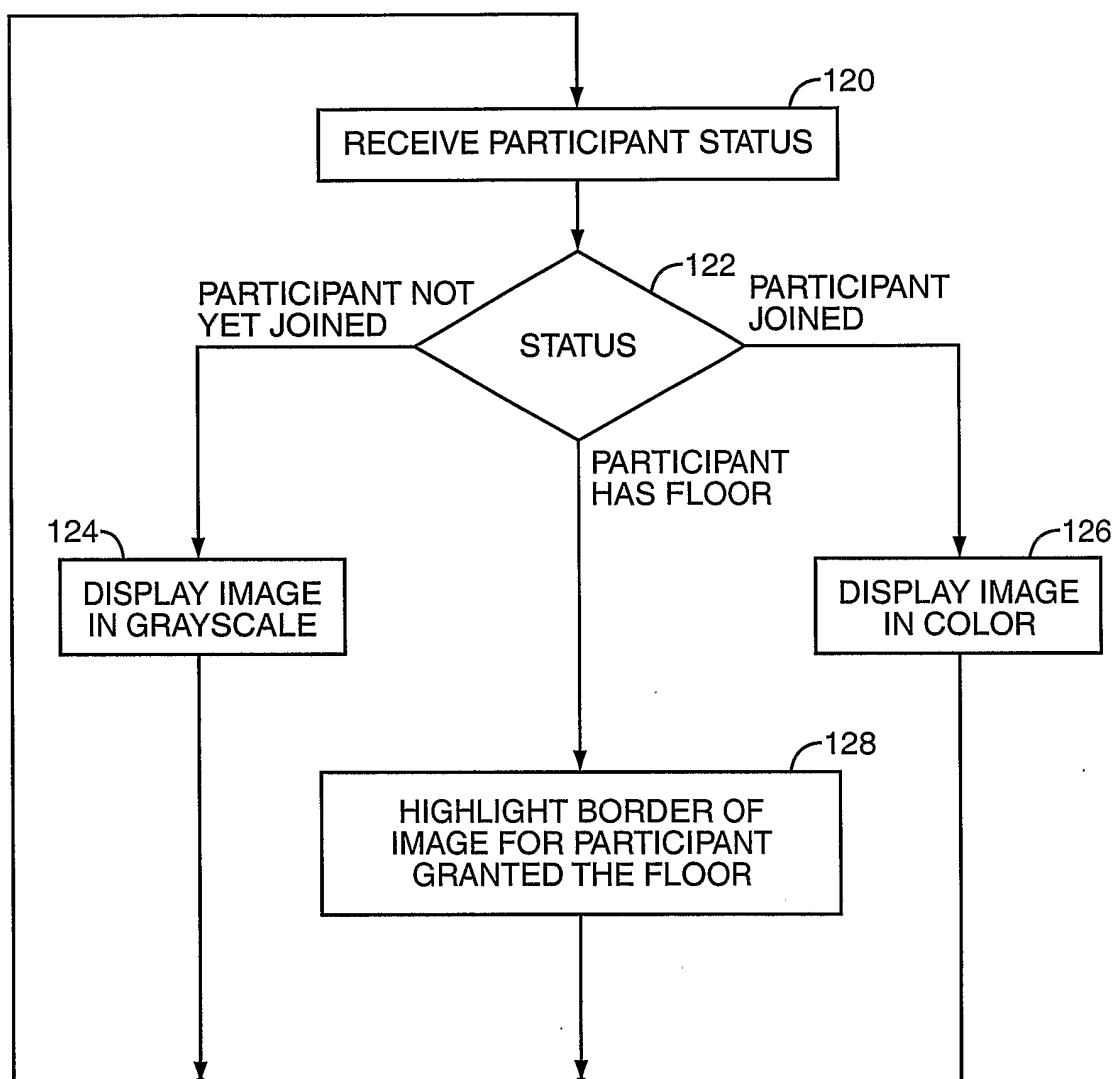 120
RECEIVE PARTICIPANT STATUS
122
PARTICIPANT NOT
YET JOINED
STATUS
PARTICIPANT
JOINED
PARTICIPANT
HAS FLOOR
124
DISPLAY IMAGE
IN GRAYSCALE
126
DISPLAY IMAGE
IN COLOR
128
HIGHLIGHT BORDER OF
IMAGE FOR PARTICIPANT
GRANTED THE FLOOR